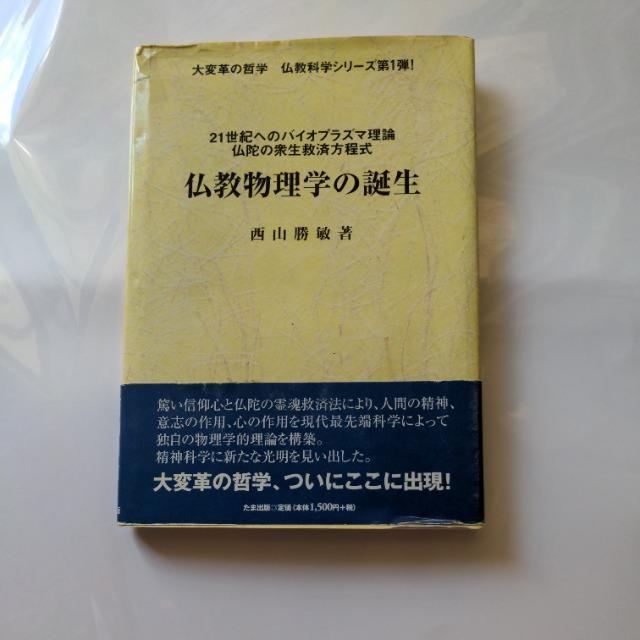 大変革の哲学 仏教科学シリーズ第1弾!
21世紀へのバイオプラズマ理論
仏陀の衆生救済方程式
仏教物理学の誕生
西山勝敏著
篤い信仰心と仏陀の霊魂救済法により、人間の精神、
意志の作用、心の作用を現代最先端科学によって
独自の物理学的理論を構築。
精神科学に新たな光明を見い出した。
大変革の哲学、ついにここに出現!
たま出版□定価(本体1,500円+税)